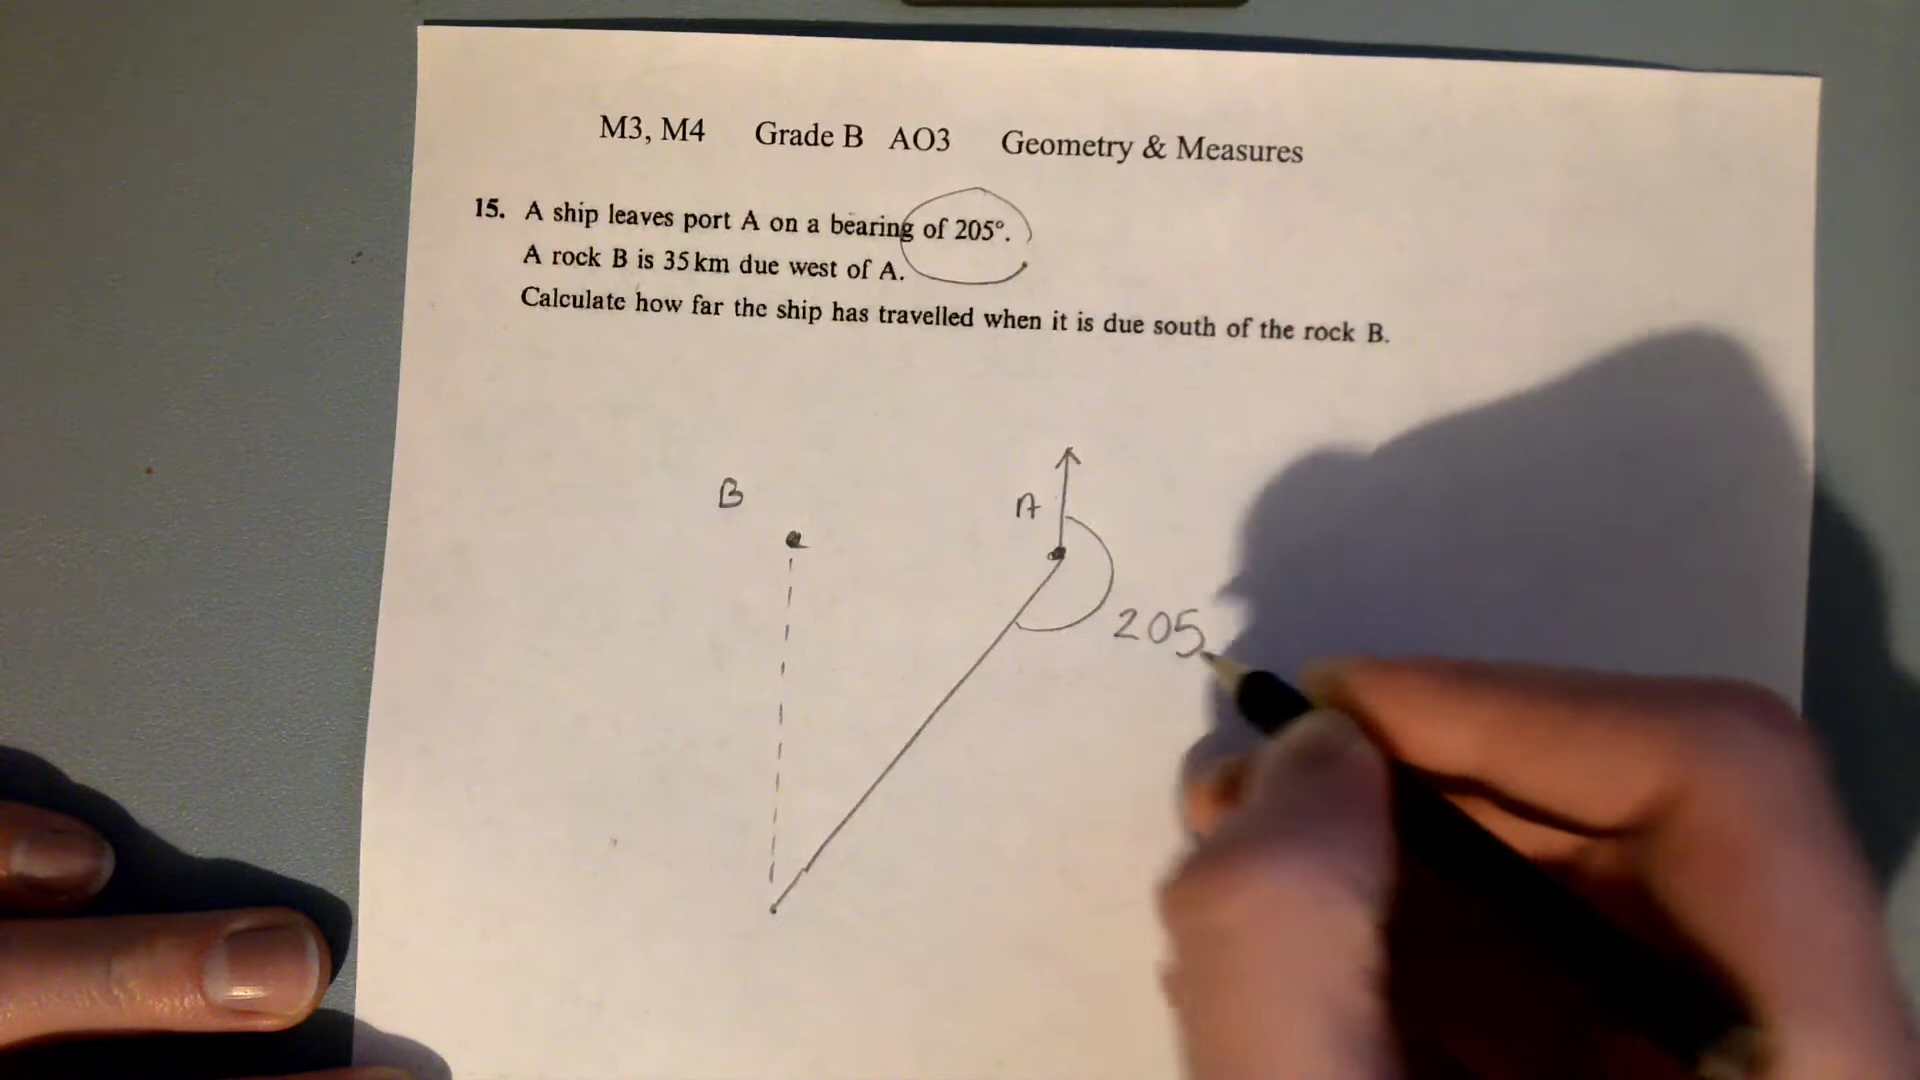 M3, M4 Grade B AO3 Geometry & Measures
15. A ship leaves port A on a bearing of 205°.
A rock B is 35 km due west of A.
Calculate how far the ship has travelled when it is due south of the rock B.
B
A
205